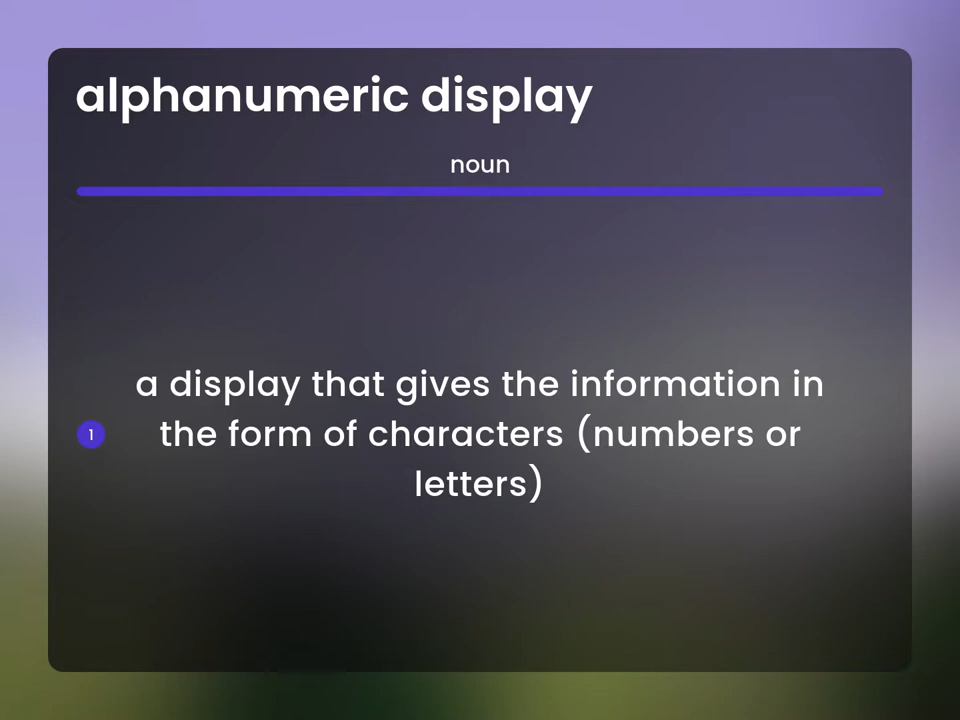 alphanumeric display
noun
a display that gives the information in
1 the form of characters (numbers or
letters)